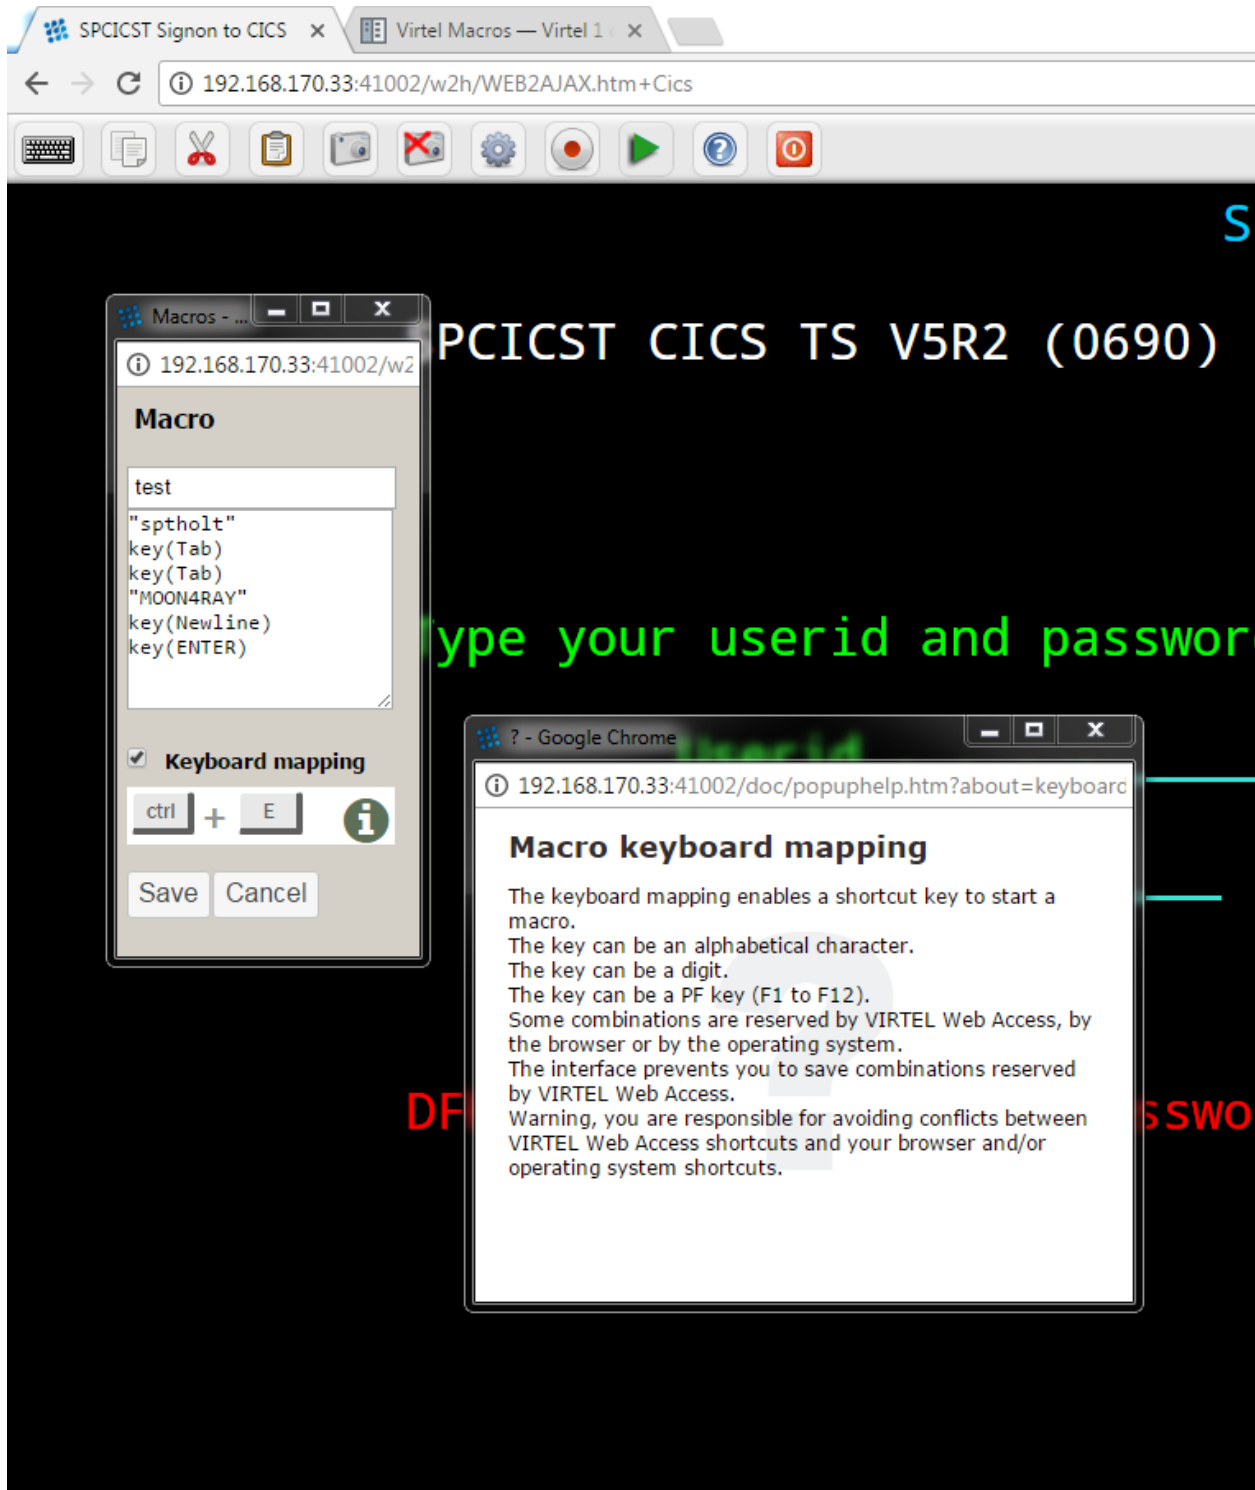 SPCICST Signon to CICS
Virtel Macros — Virtel 1
192.168.170.33:41002/w2h/WEB2AJAX.htm+Cics
S
PCICST CICS TS V5R2 (0690)
Macros - ...
192.168.170.33:41002/w2
Macro
test
"sptholt"
key(Tab)
key(Tab)
"MOON4RAY"
key(Newline)
key(ENTER)
Keyboard mapping
ctrl + E
Save Cancel
Type your userid and passwor
Userid
? - Google Chrome
192.168.170.33:41002/doc/popuphelp.htm?about=keyboard
Macro keyboard mapping
The keyboard mapping enables a shortcut key to start a
macro.
The key can be an alphabetical character.
The key can be a digit.
The key can be a PF key (F1 to F12).
Some combinations are reserved by VIRTEL Web Access, by
the browser or by the operating system.
The interface prevents you to save combinations reserved
by VIRTEL Web Access.
Warning, you are responsible for avoiding conflicts between
VIRTEL Web Access shortcuts and your browser and/or
operating system shortcuts.
DF
sswo